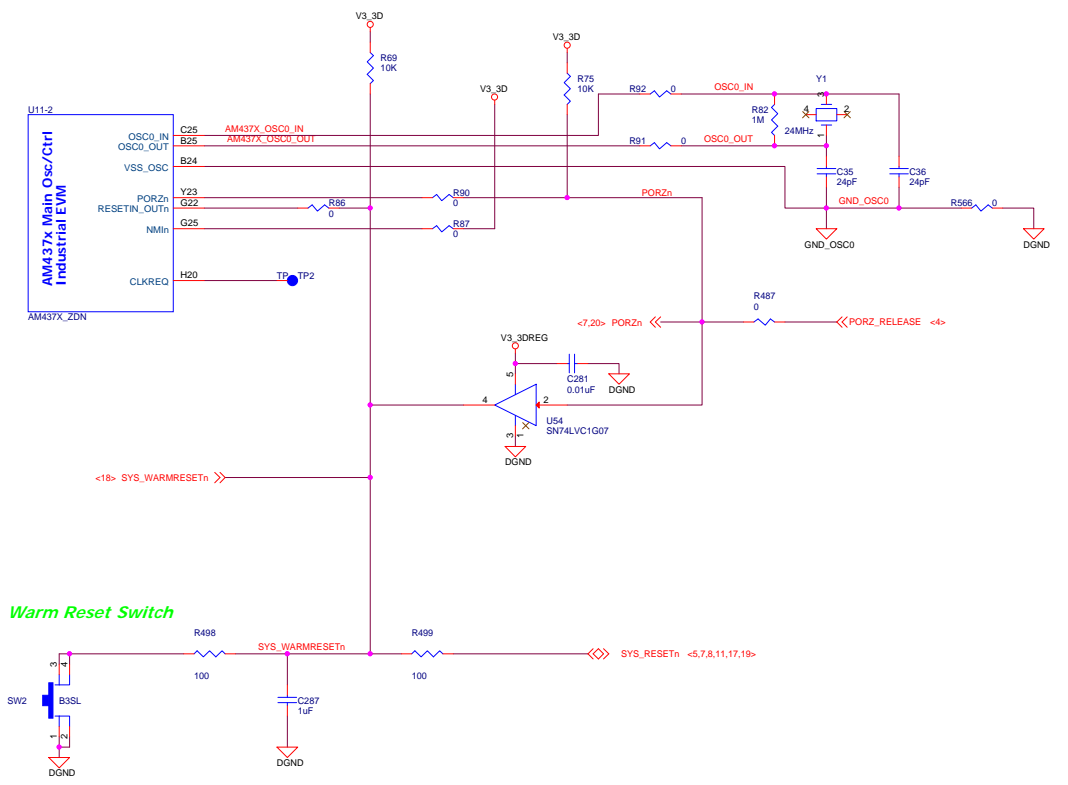 V3_3D
V3_3D
R69
10K
R75
10K
V3_3D
R92 0
OSC0_IN
Y1
U11-2
AM437x Main Osc/Ctrl
Industrial EVM
OSC0_IN C25 AM437X_OSC0_IN
OSC0_OUT B25 AM437X_OSC0_OUT
R91 0
OSC0_OUT
R82
1M
3
4
2
1
24MHz
VSS_OSC B24
C35
24pF
C36
24pF
PORZn Y23
R90
0
PORZn
RESETIN_OUTn G22
R86
0
GND_OSC0
R566 0
NMIn G25
R87
0
GND_OSC0
DGND
CLKREQ H20
TP TP2
AM437X_ZDN
R487
0
<7,20> PORZn
PORZ_RELEASE <4>
V3_3DREG
5
C281
0.01uF
DGND
4
2
U54
SN74LVC1G07
3
1
DGND
<18> SYS_WARMRESETn
Warm Reset Switch
R498
100
SYS_WARMRESETn
R499
100
SYS_RESETn <5,7,8,11,17,19>
3
4
SW2
B3SL
C287
1uF
1
2
DGND
DGND